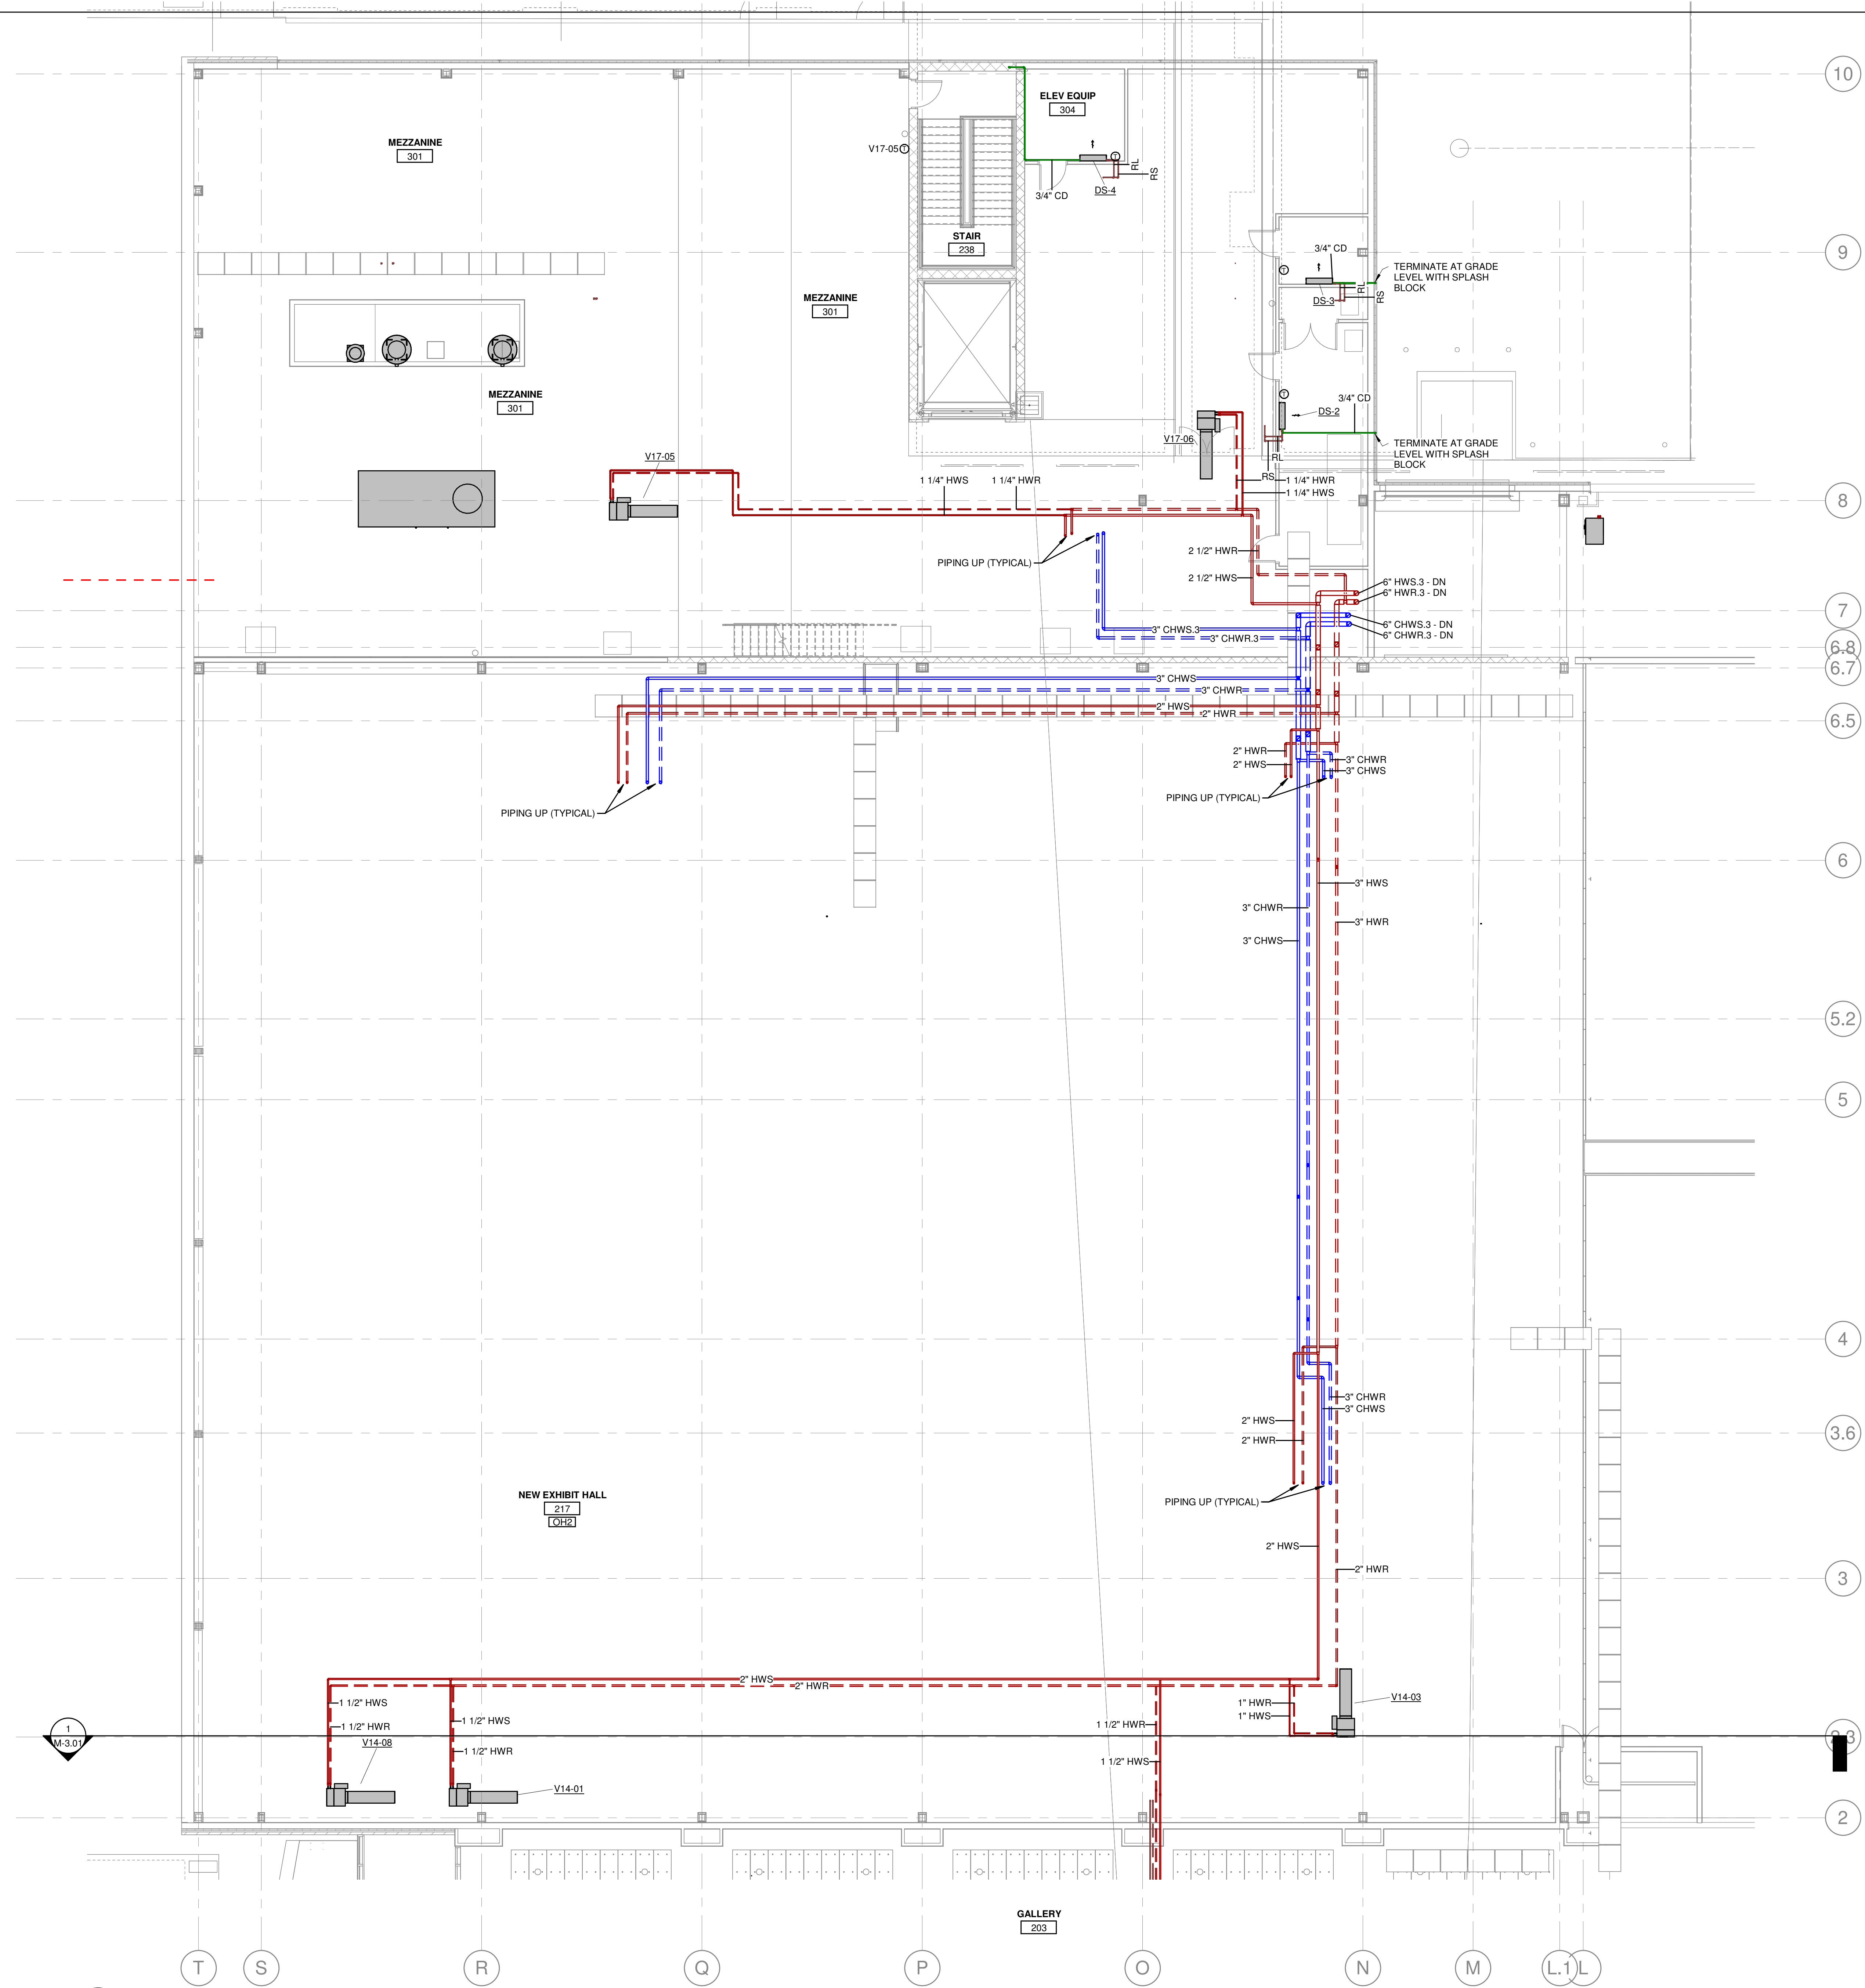 10
ELEV EQUIP
304
MEZZANINE
301
V17-05
T
T
RL
RS
DS-4
3/4" CD
STAIR
238
9
3/4" CD
T
TERMINATE AT GRADE
LEVEL WITH SPLASH
BLOCK
RL
RS
DS-3
MEZZANINE
301
MEZZANINE
301
T
3/4" CD
DS-2
V17-06
TERMINATE AT GRADE
LEVEL WITH SPLASH
BLOCK
RL
RS
V17-05
1 1/4" HWS
1 1/4" HWR
1 1/4" HWR
1 1/4" HWS
8
2 1/2" HWR
PIPING UP (TYPICAL)
2 1/2" HWS
6" HWS.3 - DN
6" HWR.3 - DN
7
6" CHWS.3 - DN
6" CHWR.3 - DN
3" CHWS.3
3" CHWR.3
6.8
6.7
3" CHWS
3" CHWR
2" HWS
2" HWR
6.5
2" HWR
2" HWS
3" CHWR
3" CHWS
PIPING UP (TYPICAL)
PIPING UP (TYPICAL)
6
3" HWS
3" CHWR
3" HWR
3" CHWS
5.2
5
4
3" CHWR
3" CHWS
2" HWS
2" HWR
3.6
NEW EXHIBIT HALL
217
OH2
PIPING UP (TYPICAL)
2" HWS
2" HWR
3
2" HWS
2" HWR
1 1/2" HWS
1 1/2" HWR
1 1/2" HWS
1 1/2" HWR
1" HWR
1" HWS
V14-03
1 1/2" HWR
1 1/2" HWS
1
M-3.01
V14-08
V14-01
2
GALLERY
203
T
S
R
Q
P
O
N
M
L.1
L